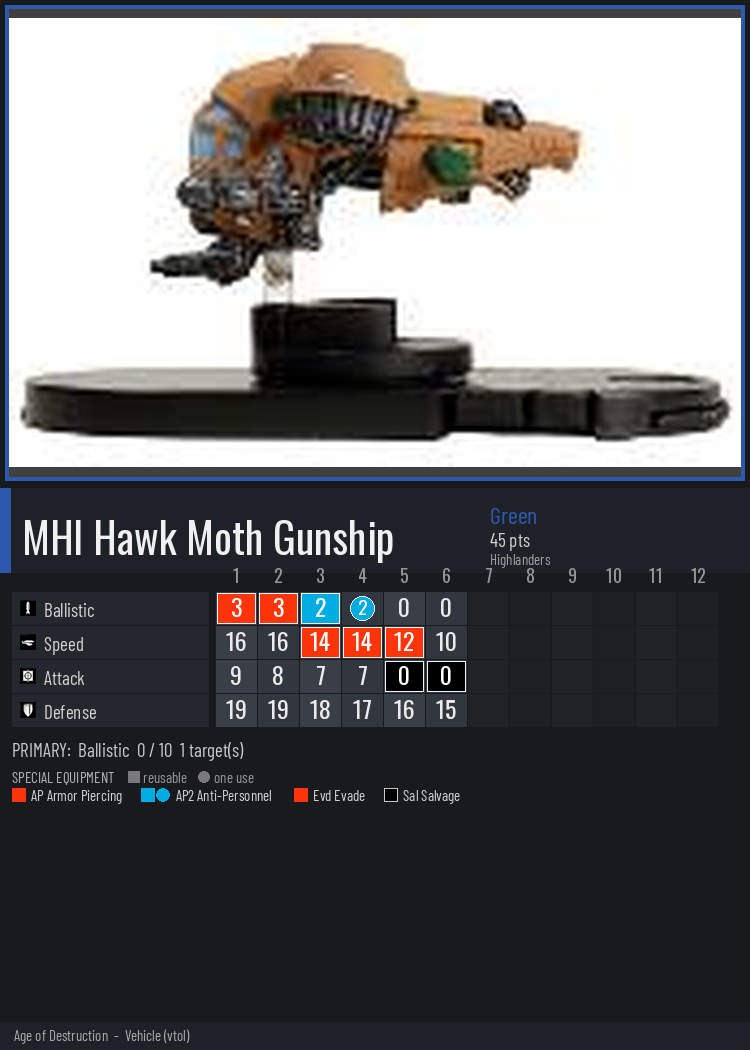 MHI Hawk Moth Gunship
Green
45 pts
Highlanders
1 2 3 4 5 6 7 8 9 10 11 12
Ballistic 3 3 2 2 0 0
Speed 16 16 14 14 12 10
Attack 9 8 7 7 0 0
Defense 19 19 18 17 16 15
PRIMARY: Ballistic 0 / 10 1 target(s)
SPECIAL EQUIPMENT reusable one use
AP Armor Piercing AP2 Anti-Personnel Evd Evade Sal Salvage
Age of Destruction - Vehicle (vtol)